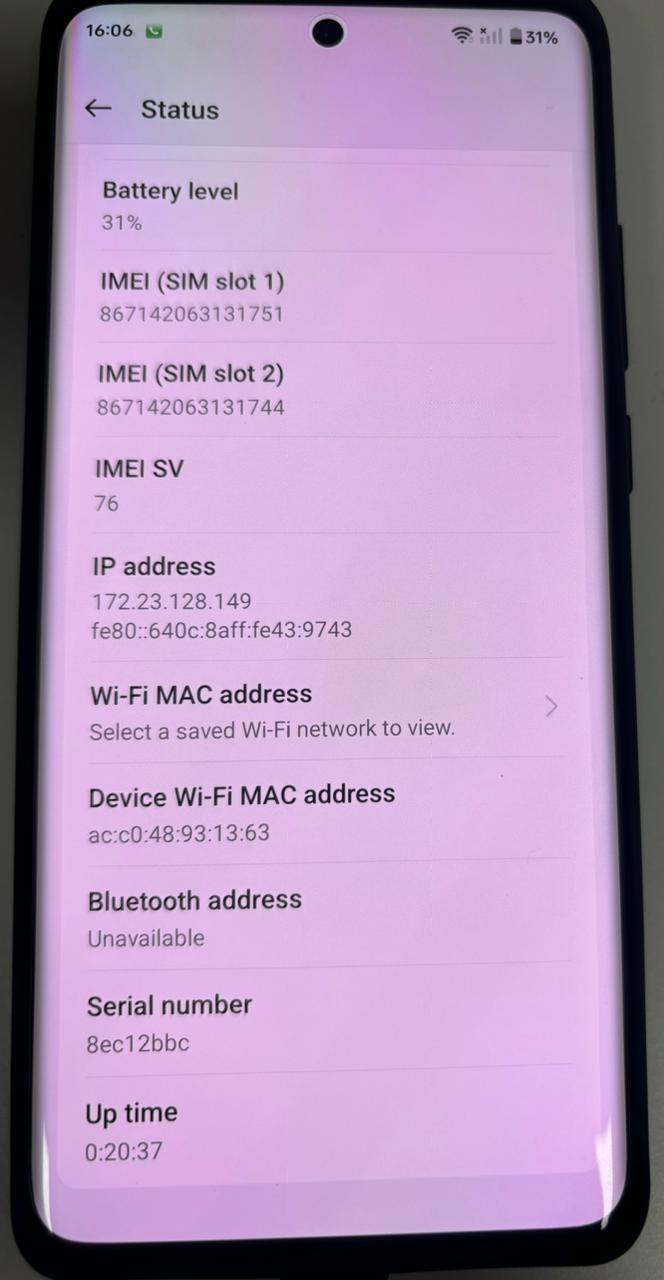 16:06
31%
Status
Battery level
31%
IMEI (SIM slot 1)
867142063131751
IMEI (SIM slot 2)
867142063131744
IMEI SV
76
IP address
172.23.128.149
fe80::640c:8aff:fe43:9743
Wi-Fi MAC address
Select a saved Wi-Fi network to view.
Device Wi-Fi MAC address
ac:c0:48:93:13:63
Bluetooth address
Unavailable
Serial number
8ec12bbc
Up time
0:20:37